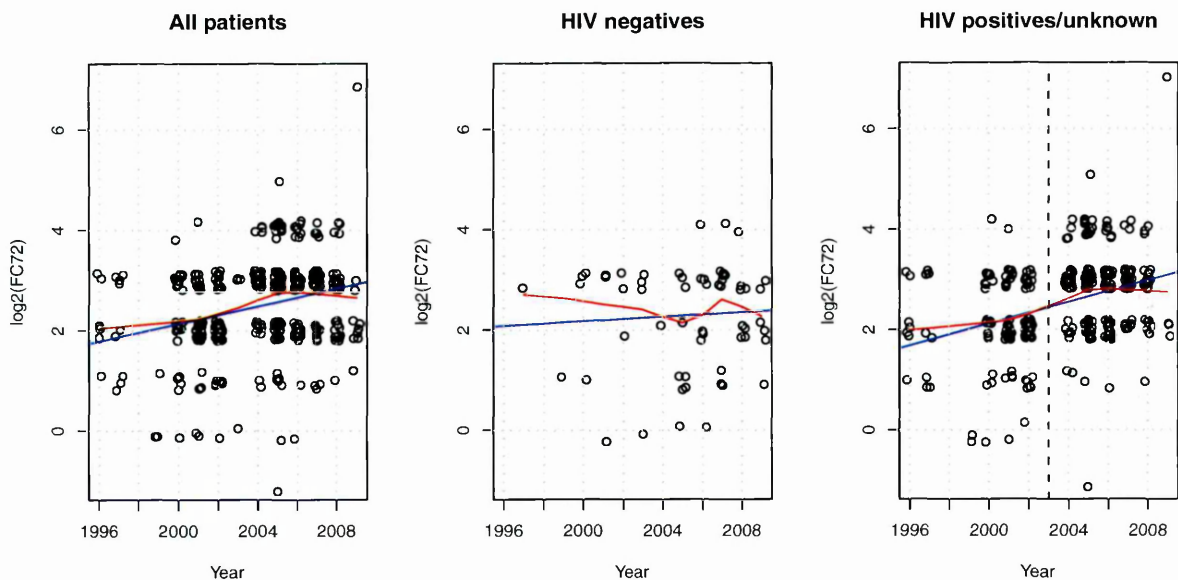 All patients
log2(FC72)
6
4
2
0
1996 2000 2004 2008
Year
HIV negatives
log2(FC72)
6
4
2
0
1996 2000 2004 2008
Year
HIV positives/unknown
log2(FC72)
6
4
2
0
1996 2000 2004 2008
Year